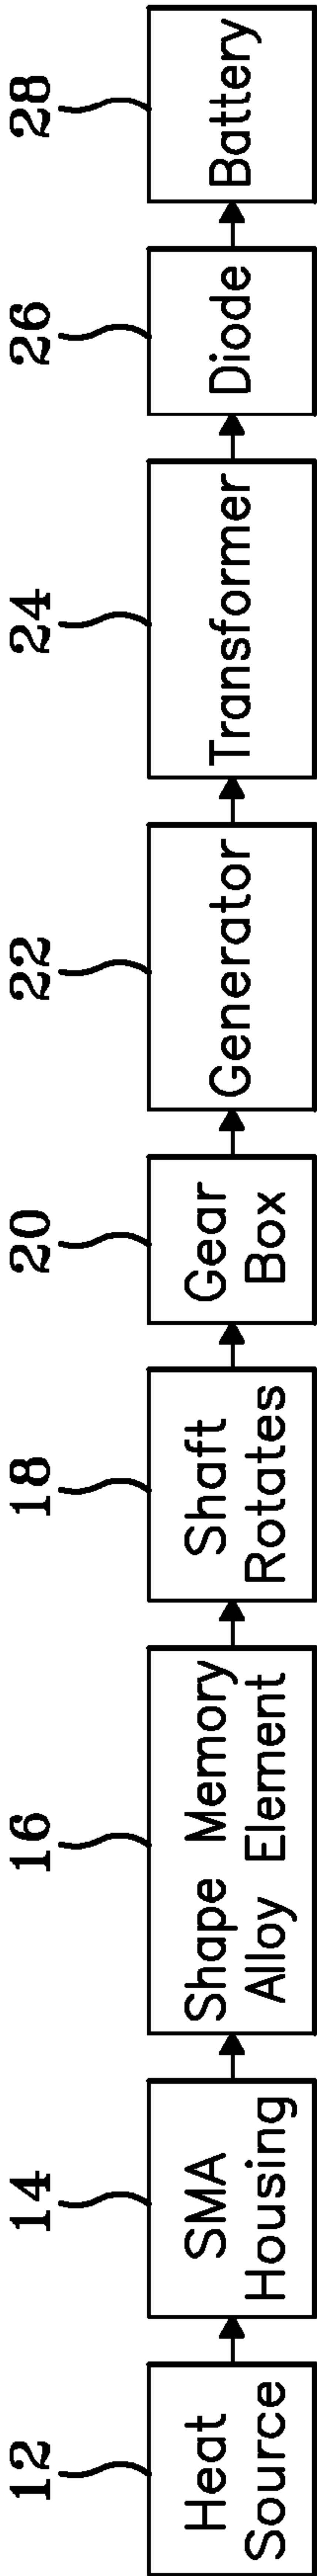 12
14
16
18
20
22
24
26
28
Heat
Source
SMA
Housing
Shape Memory
Alloy Element
Shaft
Rotates
Gear
Box
Generator
Transformer
Diode
Battery